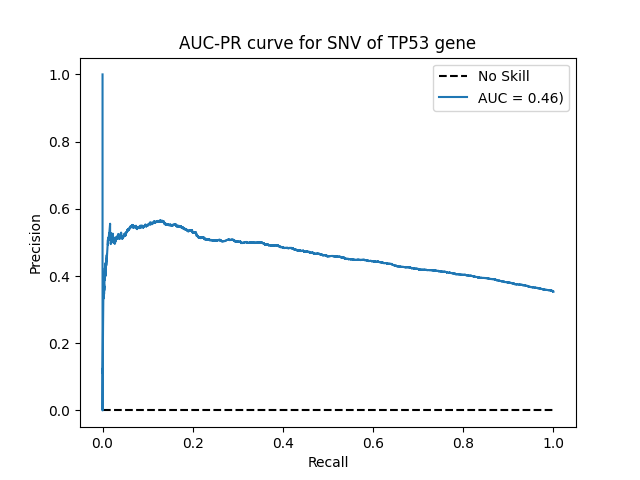 AUC-PR curve for SNV of TP53 gene
No Skill
AUC = 0.46)
1.0
0.8
0.6
0.4
0.2
0.0
Precision
0.0 0.2 0.4 0.6 0.8 1.0
Recall